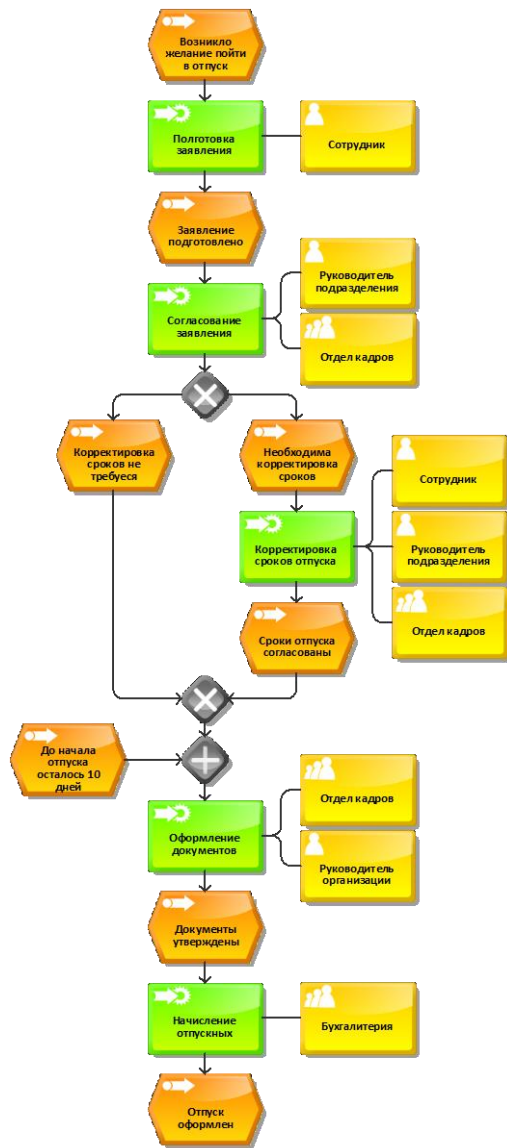 Возникло
желание пойти
в отпуск
Полготовка
заявления
Сотрудник
Заявление
подготовлено
Руководитель
подразделения
Согласование
заявления
Отдел кадров
Корректировка
сроков не
требуеся
Необходима
корректировка
сроков
Сотрудник
Корректировка
сроков отпуска
Руководитель
подразделения
Отдел кадров
Сроки отпуска
согласованы
До начала
отпуска
осталось 10
дней
Отдел кадров
Оформление
документов
Руководитель
организации
Документы
утверждены
Начисление
отпускных
Бухгалитерия
Отпуск
оформлен